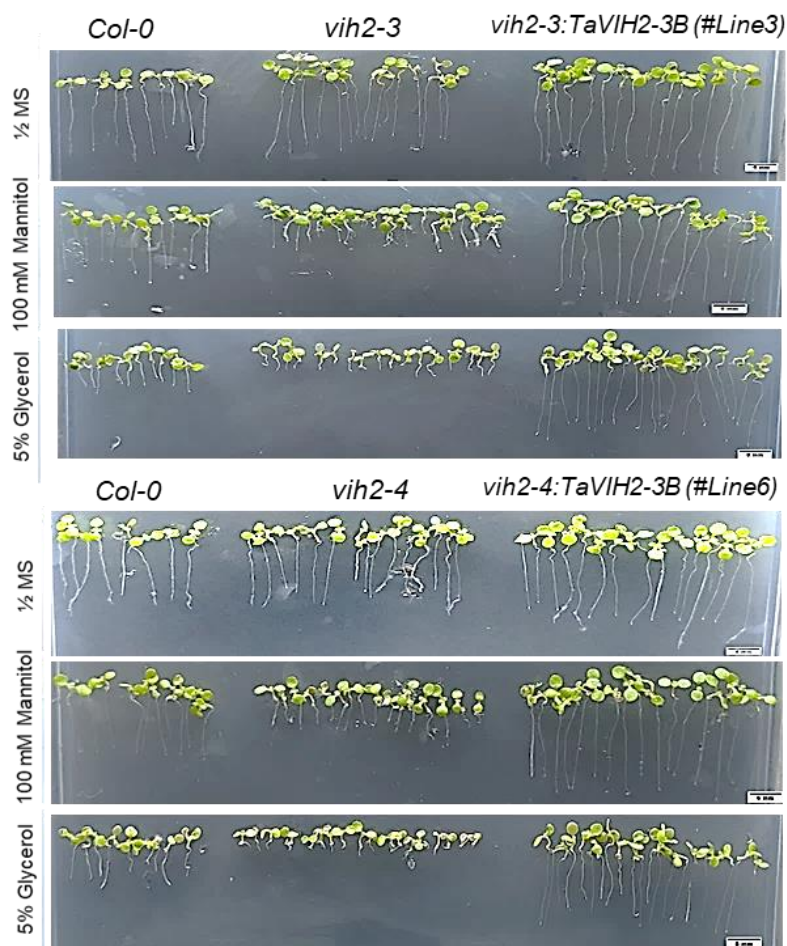 Col-0 vih2-3 vih2-3:TaVIH2-3B (#Line3)
½ MS
100 mM Mannitol
5% Glycerol
Col-0 vih2-4 vih2-4:TaVIH2-3B (#Line6)
½ MS
100 mM Mannitol
5% Glycerol